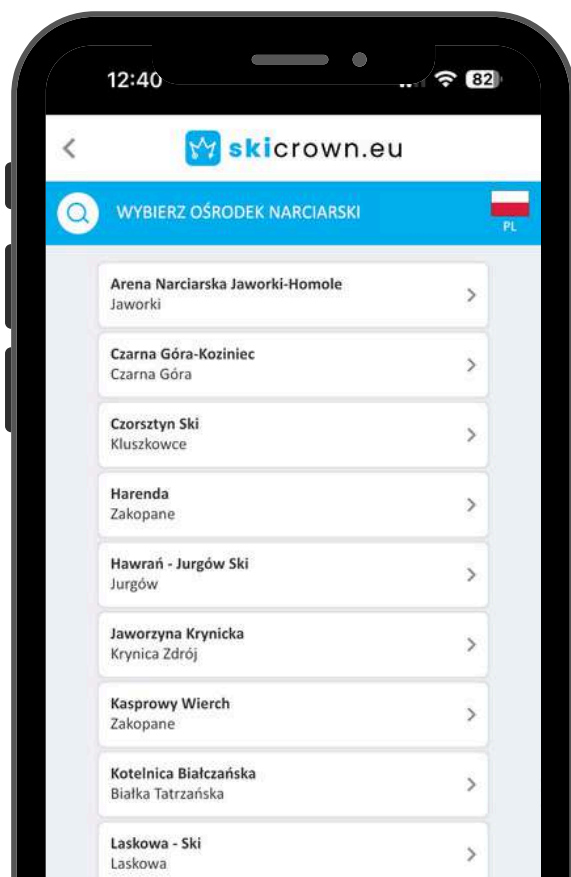 12:40
82
skicrown.eu
WYBIERZ OŚRODEK NARCIARSKI
PL
Arena Narciarska Jaworki-Homole
Jaworki
Czarna Góra-Koziniec
Czarna Góra
Czorsztyn Ski
Kluszkowce
Harenda
Zakopane
Hawrań - Jurgów Ski
Jurgów
Jaworzyna Krynicka
Krynica Zdrój
Kasprowy Wierch
Zakopane
Kotelnica Białczańska
Białka Tatrzańska
Laskowa - Ski
Laskowa